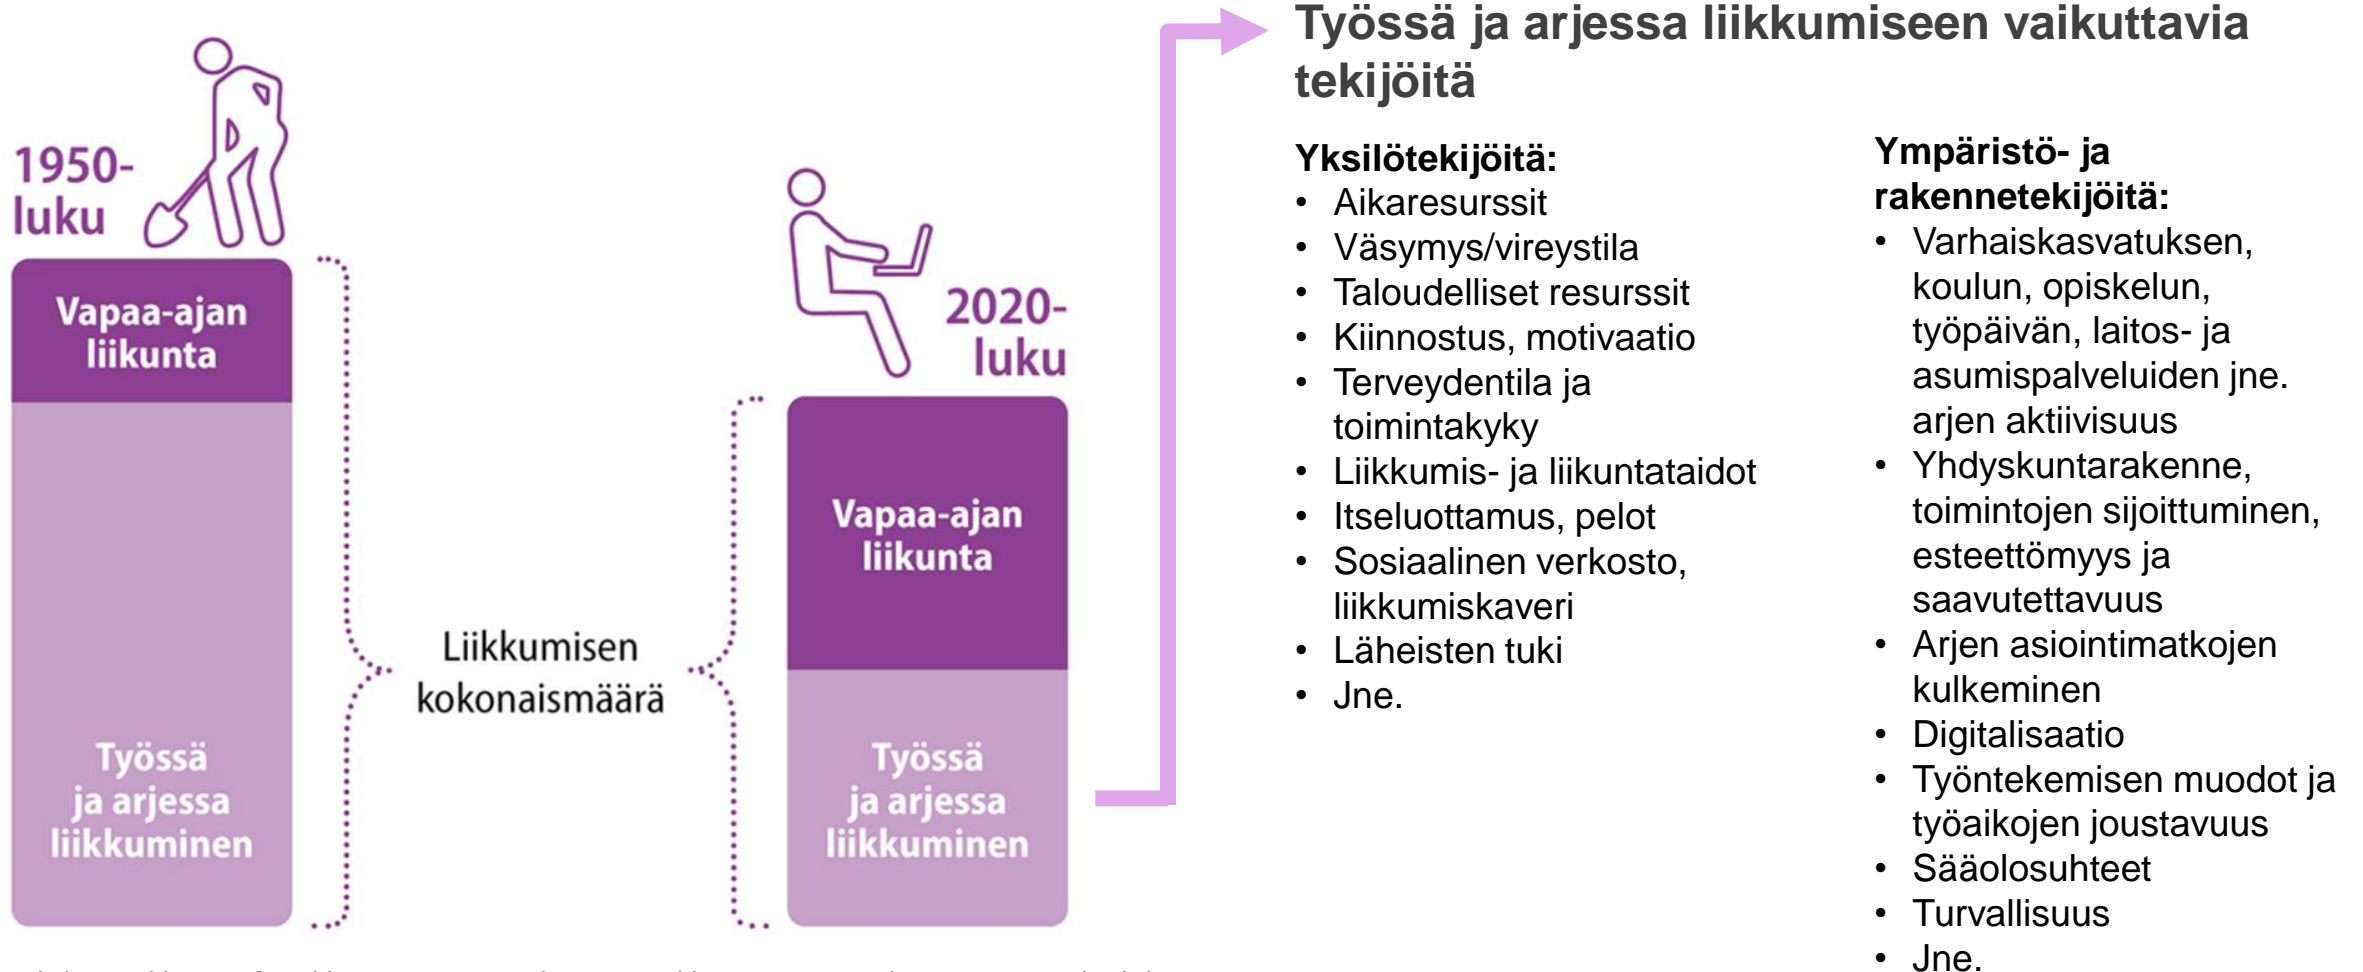 Työssä ja arjessa liikkumiseen vaikuttavia
tekijöitä
1950-
luku
Vapaa-ajan
liikunta
Työssä
ja arjessa
liikkuminen
Liikkumisen
kokonaismäärä
2020-
luku
Vapaa-ajan
liikunta
Työssä
ja arjessa
liikkuminen
Yksilötekijöitä:
• Aikaresurssit
• Väsymys/vireystila
• Taloudelliset resurssit
• Kiinnostus, motivaatio
• Terveydentila ja
toimintakyky
• Liikkumis- ja liikuntataidot
• Itseluottamus, pelot
• Sosiaalinen verkosto,
liikkumiskaveri
• Läheisten tuki
• Jne.
Ympäristö- ja
rakennetekijöitä:
• Varhaiskasvatuksen,
koulun, opiskelun,
työpäivän, laitos- ja
asumispalveluiden jne.
arjen aktiivisuus
• Yhdyskuntarakenne,
toimintojen sijoittuminen,
esteettömyys ja
saavutettavuus
• Arjen asiointimatkojen
kulkeminen
• Digitalisaatio
• Työntekemisen muodot ja
työaikojen joustavuus
• Sääolosuhteet
• Turvallisuus
• Jne.